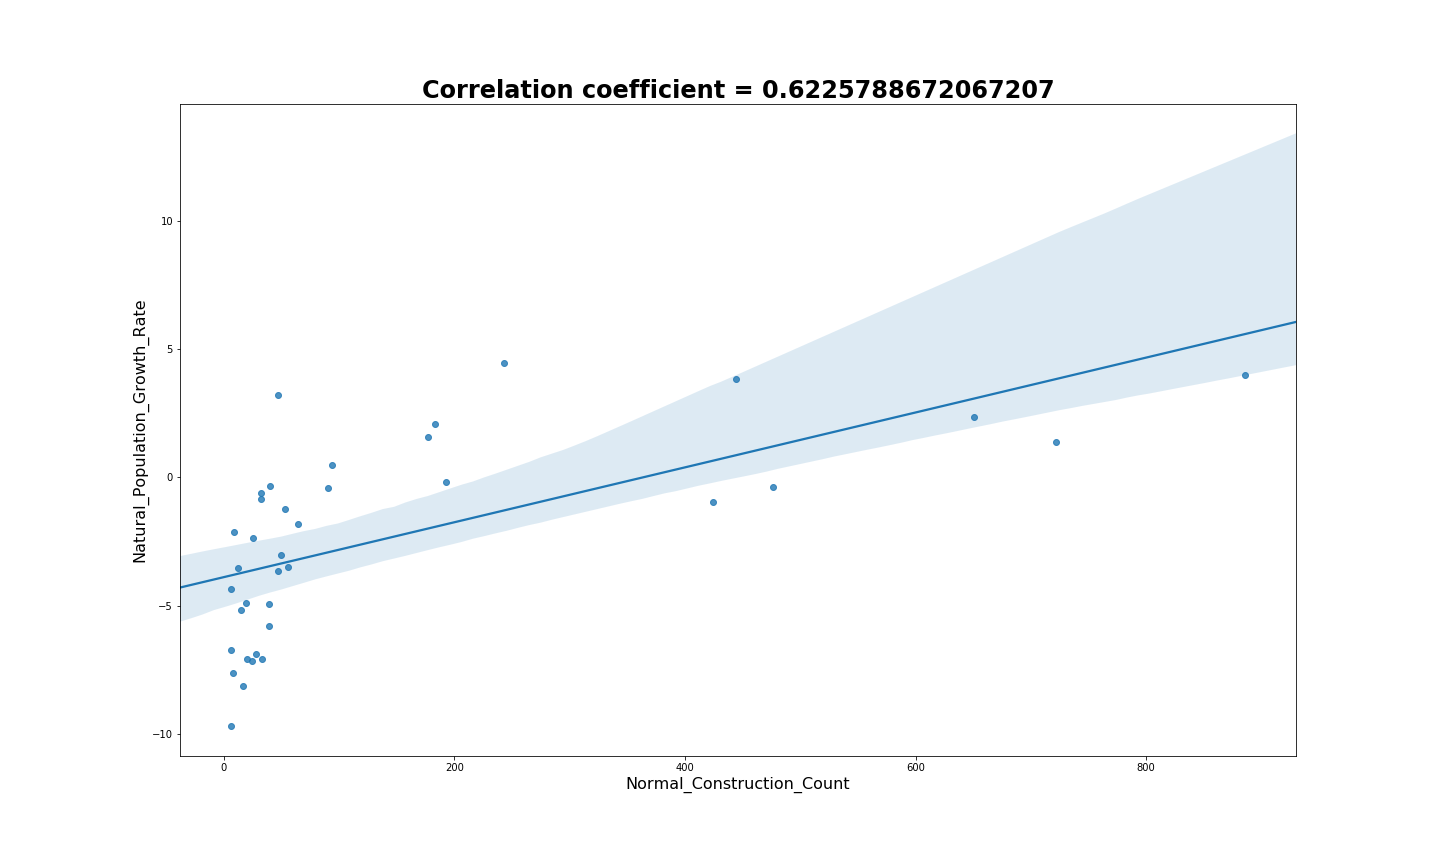 Correlation coefficient = 0.6225788672067207
10
5
0
−5
−10
Natural_Population_Growth_Rate
0 200 400 600 800
Normal_Construction_Count